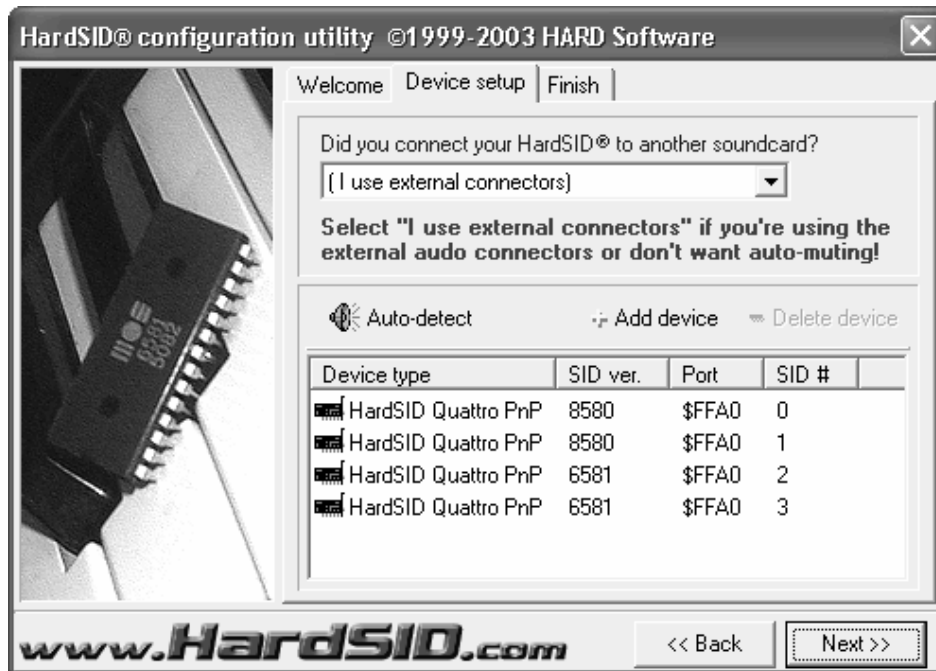 HardSID® configuration utility ©1999-2003 HARD Software
Welcome Device setup Finish
Did you connect your HardSID® to another soundcard?
( I use external connectors)
Select "I use external connectors" if you're using the
external audo connectors or don't want auto-muting!
Auto-detect Add device Delete device
Device type SID ver. Port SID #
HardSID Quattro PnP 8580 $FFA0 0
HardSID Quattro PnP 8580 $FFA0 1
HardSID Quattro PnP 6581 $FFA0 2
HardSID Quattro PnP 6581 $FFA0 3
mos
6581
5082
www.HardSID.com
<< Back Next >>